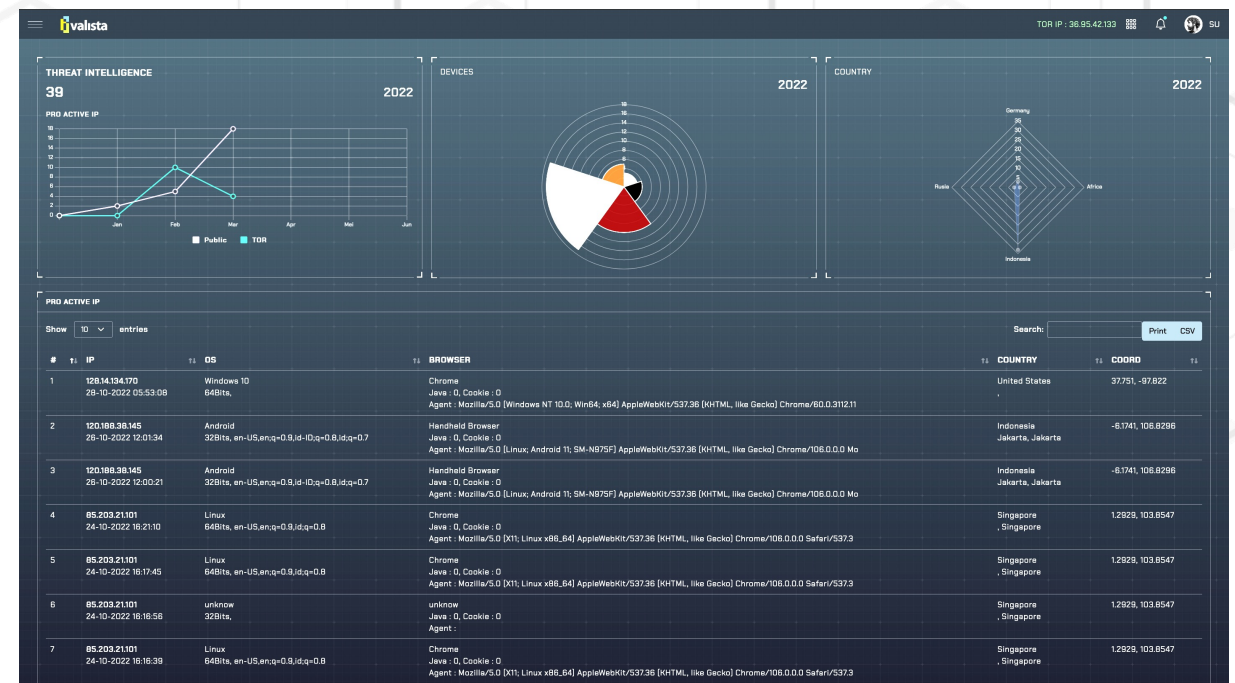 valısta
TOR IP : 36.95.42.133
SU
THREAT INTELLIGENCE
39
2022
PRO ACTIVE IP
18
16
14
12
10
8
6
4
2
0
Jan
Feb
Mar
Apr
Mei
Jun
Public
TOR
DEVICES
2022
18
16
14
12
10
8
6
COUNTRY
2022
Germany
35
30
25
20
15
10
5
Rusia
Africa
Indonesia
PRO ACTIVE IP
Show 10 entries
Search:
Print CSV
# IP OS BROWSER COUNTRY COORD
1 128.14.134.170 Windows 10 Chrome United States 37.751, -97.822
28-10-2022 05:53:08 64Bits, Java : 0, Cookie : 0 ,
Agent : Mozilla/5.0 (Windows NT 10.0; Win64; x64) AppleWebKit/537.36 (KHTML, like Gecko) Chrome/60.0.3112.11
2 120.188.38.145 Android Handheld Browser Indonesia -6.1741, 106.8296
26-10-2022 12:01:34 32Bits, en-US,en;q=0.9,id-ID;q=0.8,id;q=0.7 Java : 0, Cookie : 0 Jakarta, Jakarta
Agent : Mozilla/5.0 (Linux; Android 11; SM-N975F) AppleWebKit/537.36 (KHTML, like Gecko) Chrome/106.0.0.0 Mo
3 120.188.38.145 Android Handheld Browser Indonesia -6.1741, 106.8296
26-10-2022 12:00:21 32Bits, en-US,en;q=0.9,id-ID;q=0.8,id;q=0.7 Java : 0, Cookie : 0 Jakarta, Jakarta
Agent : Mozilla/5.0 (Linux; Android 11; SM-N975F) AppleWebKit/537.36 (KHTML, like Gecko) Chrome/106.0.0.0 Mo
4 85.203.21.101 Linux Chrome Singapore 1.2929, 103.8547
24-10-2022 16:21:10 64Bits, en-US,en;q=0.9,id;q=0.8 Java : 0, Cookie : 0 , Singapore
Agent : Mozilla/5.0 (X11; Linux x86_64) AppleWebKit/537.36 (KHTML, like Gecko) Chrome/106.0.0.0 Safari/537.3
5 85.203.21.101 Linux Chrome Singapore 1.2929, 103.8547
24-10-2022 16:17:45 64Bits, en-US,en;q=0.9,id;q=0.8 Java : 0, Cookie : 0 , Singapore
Agent : Mozilla/5.0 (X11; Linux x86_64) AppleWebKit/537.36 (KHTML, like Gecko) Chrome/106.0.0.0 Safari/537.3
6 85.203.21.101 unknow unknow Singapore 1.2929, 103.8547
24-10-2022 16:16:56 32Bits, Java : 0, Cookie : 0 , Singapore
Agent :
7 85.203.21.101 Linux Chrome Singapore 1.2929, 103.8547
24-10-2022 16:16:39 64Bits, en-US,en;q=0.9,id;q=0.8 Java : 0, Cookie : 0 , Singapore
Agent : Mozilla/5.0 (X11; Linux x86_64) AppleWebKit/537.36 (KHTML, like Gecko) Chrome/106.0.0.0 Safari/537.3